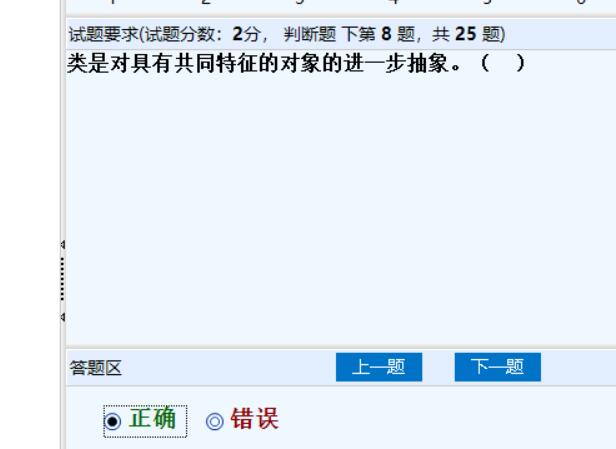 试题要求(试题分数：2分， 判断题 下第 8 题，共 25 题)
类是对具有共同特征的对象的进一步抽象。（　）
答题区 上一题 下一题
正确 错误